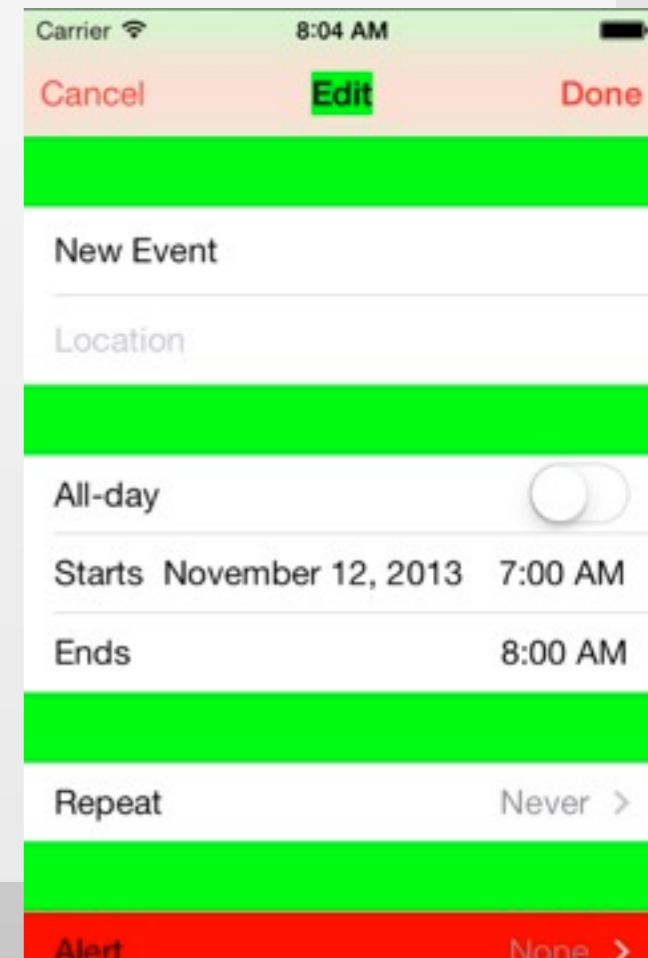 Carrier 8:04 AM
Cancel Edit Done
New Event
Location
All-day
Starts November 12, 2013 7:00 AM
Ends 8:00 AM
Repeat Never >
Alert None >